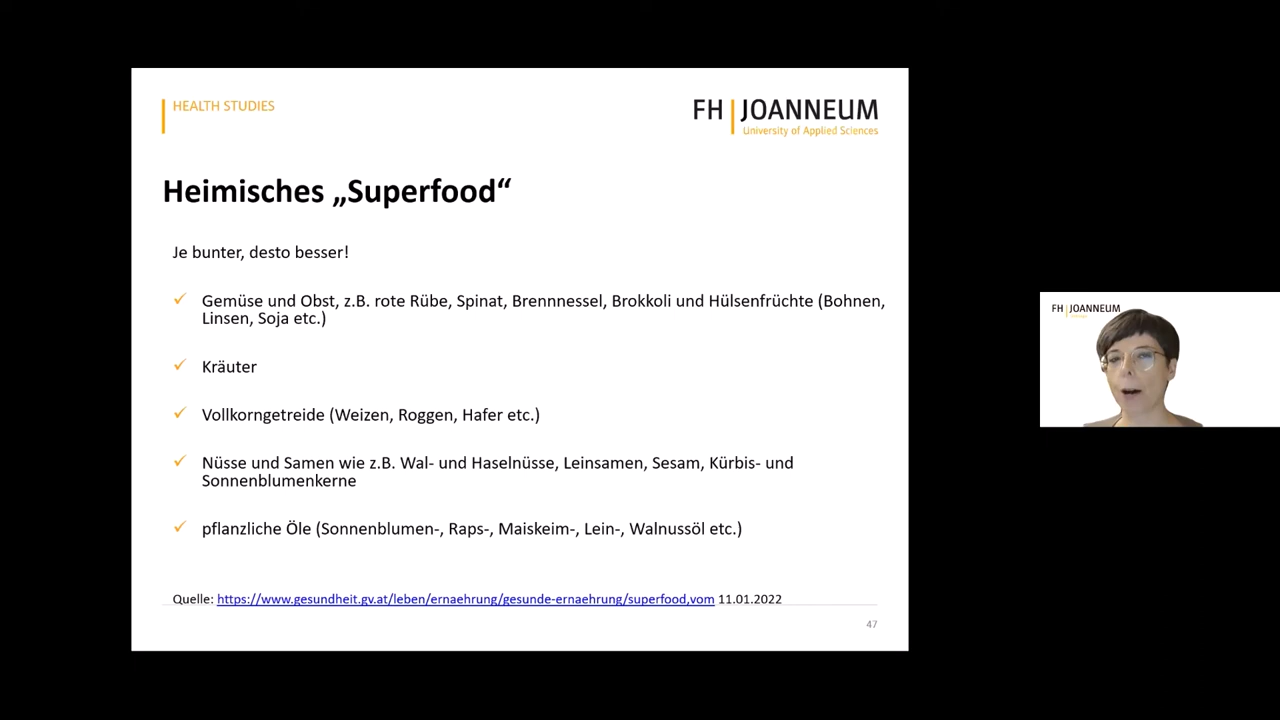 HEALTH STUDIES
FH JOANNEUM
University of Applied Sciences
Heimisches „Superfood“
Je bunter, desto besser!
✓ Gemüse und Obst, z.B. rote Rübe, Spinat, Brennnessel, Brokkoli und Hülsenfrüchte (Bohnen,
Linsen, Soja etc.)
✓ Kräuter
✓ Vollkorngetreide (Weizen, Roggen, Hafer etc.)
✓ Nüsse und Samen wie z.B. Wal- und Haselnüsse, Leinsamen, Sesam, Kürbis- und
Sonnenblumenkerne
✓ pflanzliche Öle (Sonnenblumen-, Raps-, Maiskeim-, Lein-, Walnussöl etc.)
Quelle: https://www.gesundheit.gv.at/leben/ernaehrung/gesunde-ernaehrung/superfood,vom 11.01.2022
47
FH JOANNEUM